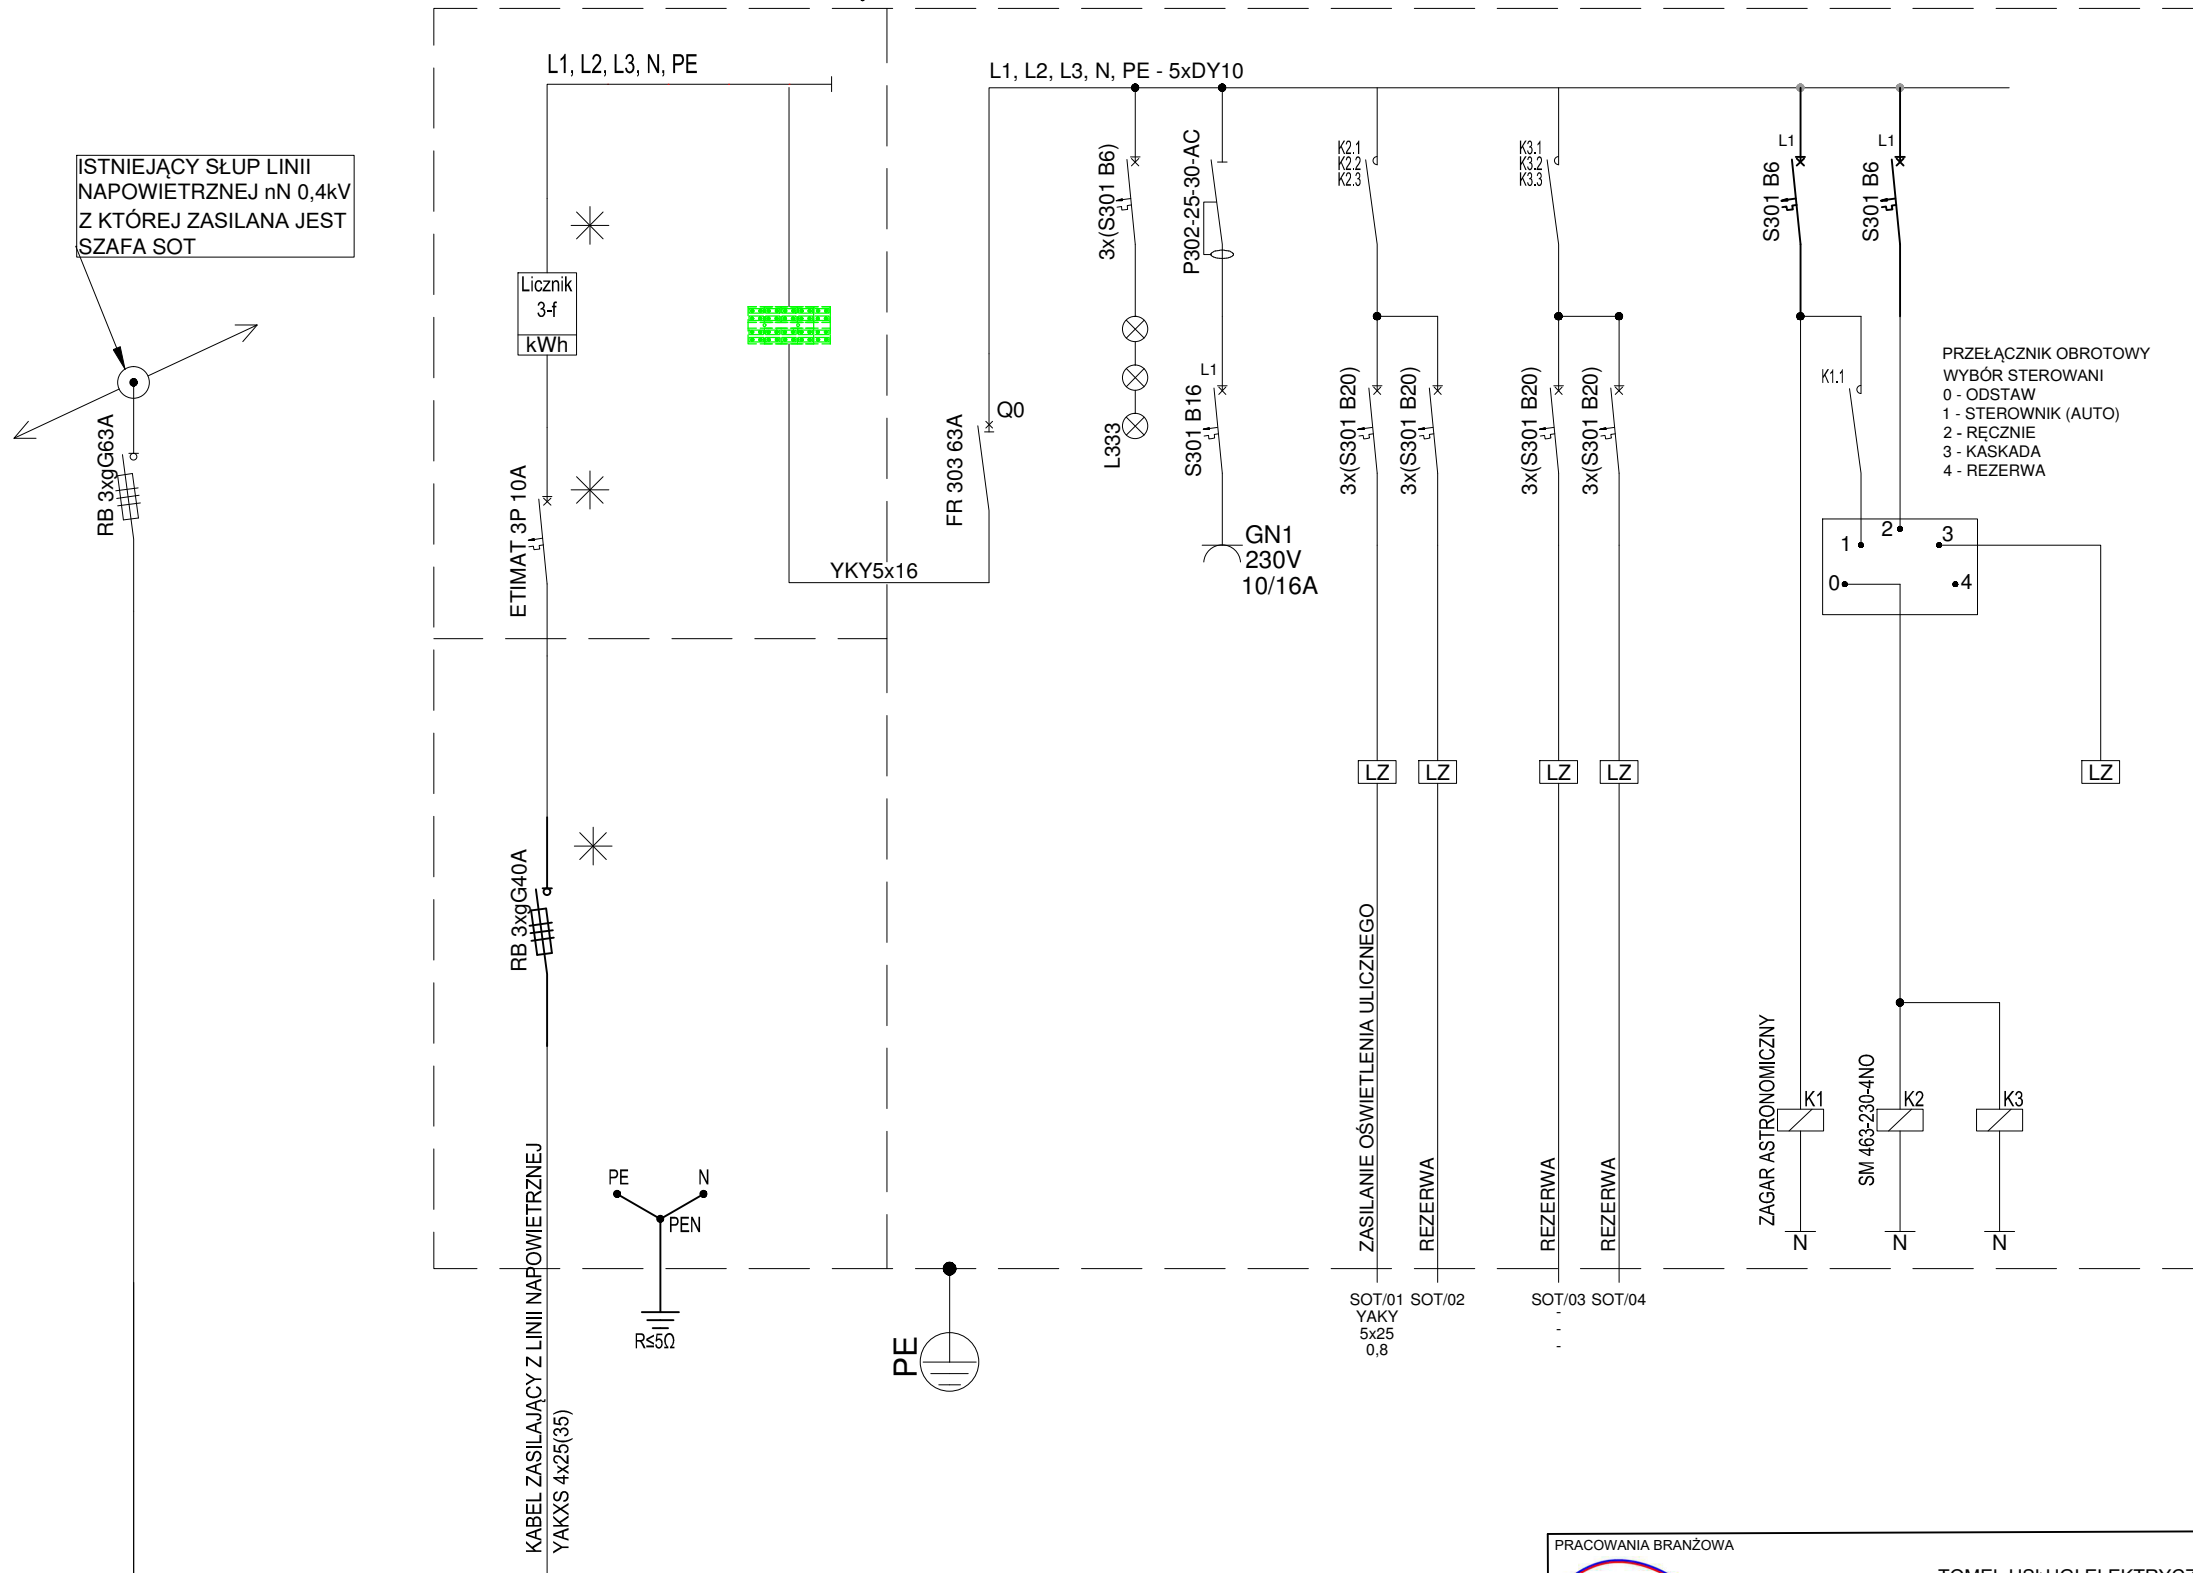 L1, L2, L3, N, PE
L1, L2, L3, N, PE - 5xDY10
ISTNIEJĄCY SŁUP LINII
NAPOWIETRZNEJ nN 0,4kV
Z KTÓREJ ZASILANA JEST
SZAFA SOT
RB 3xgG63A
Licznik
3-f
kWh
ETIMAT 3P 10A
RB 3xgG40A
KABEL ZASILAJĄCY Z LINII NAPOWIETRZNEJ
YAKXS 4x25(35)
PE
N
PEN
R≤5Ω
PE
YKY5x16
FR 303 63A
Q0
3x(S301 B6)
L333
P302-25-30-AC
L1
S301 B16
GN1
230V
10/16A
K2.1
K2.2
K2.3
3x(S301 B20)
3x(S301 B20)
LZ
LZ
ZASILANIE OŚWIETLENIA ULICZNEGO
REZERWA
SOT/01
YAKY
5x25
0,8
SOT/02
K3.1
K3.2
K3.3
3x(S301 B20)
3x(S301 B20)
LZ
LZ
REZERWA
REZERWA
SOT/03
-
-
-
SOT/04
L1
S301 B6
L1
S301 B6
K1.1
PRZEŁĄCZNIK OBROTOWY
WYBÓR STEROWANI
0 - ODSTAW
1 - STEROWNIK (AUTO)
2 - RĘCZNIE
3 - KASKADA
4 - REZERWA
1
2
3
0
4
LZ
ZAGAR ASTRONOMICZNY
K1
N
SM 463-230-4NO
K2
N
K3
N
PRACOWANIA BRANŻOWA